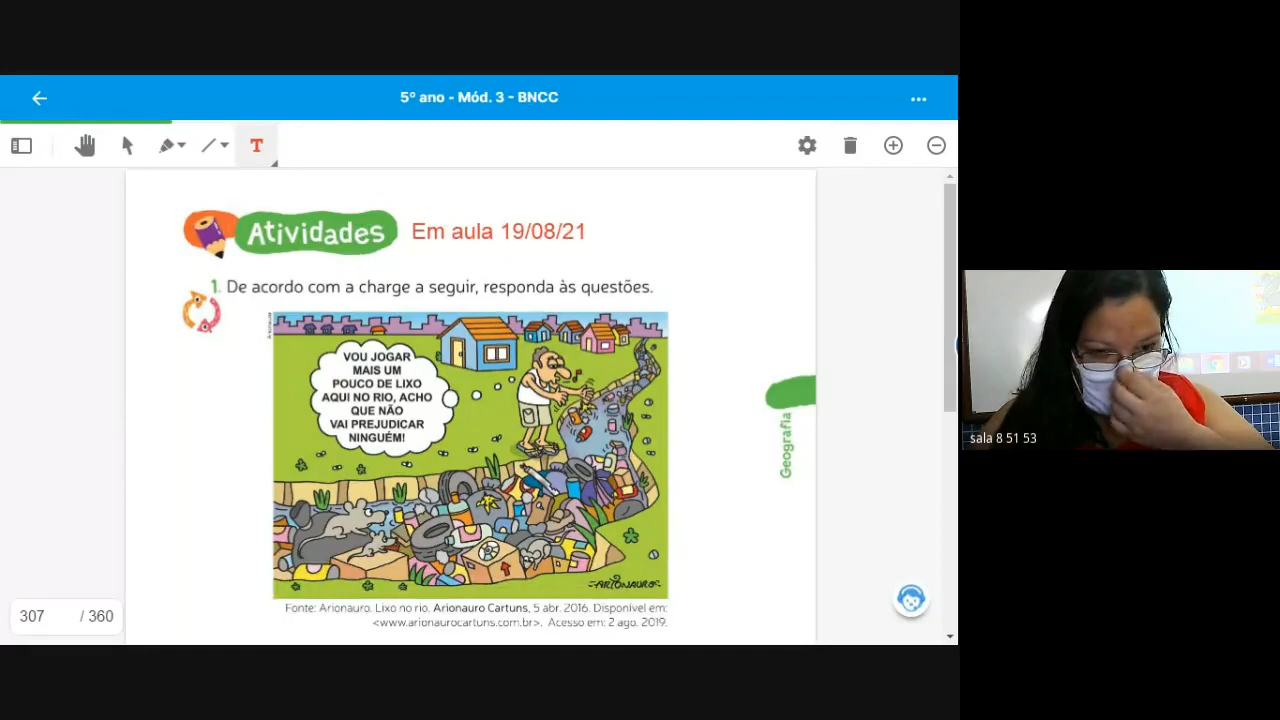 5º ano - Mód. 3 - BNCC
T
Atividades
Em aula 19/08/21
1. De acordo com a charge a seguir, responda às questões.
VOU JOGAR
MAIS UM
POUCO DE LIXO
AQUI NO RIO, ACHO
QUE NÃO
VAI PREJUDICAR
NINGUÉM!
ARIONAURO
Fonte: Arionauro. Lixo no rio. Arionauro Cartuns, 5 abr. 2016. Disponível em:
<www.arionaurocartuns.com.br>. Acesso em: 2 ago. 2019.
Geografia
307 / 360
sala 8 51 53